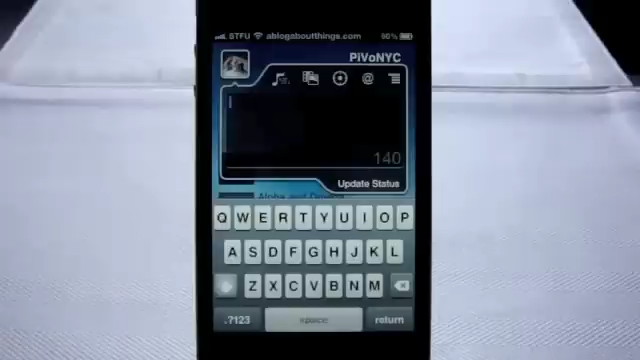 STFU ablogaboutthings.com 90%
PiVoNYC
@
140
Update Status
Q W E R T Y U I O P
A S D F G H J K L
Z X C V B N M
.?123 space return